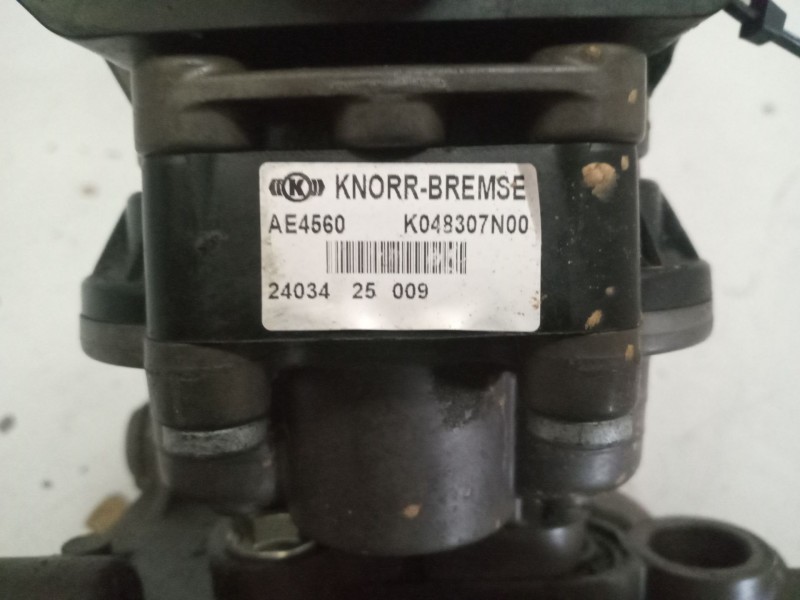 K KNORR-BREMSE
AE4560 K048307N00
24034 25 009